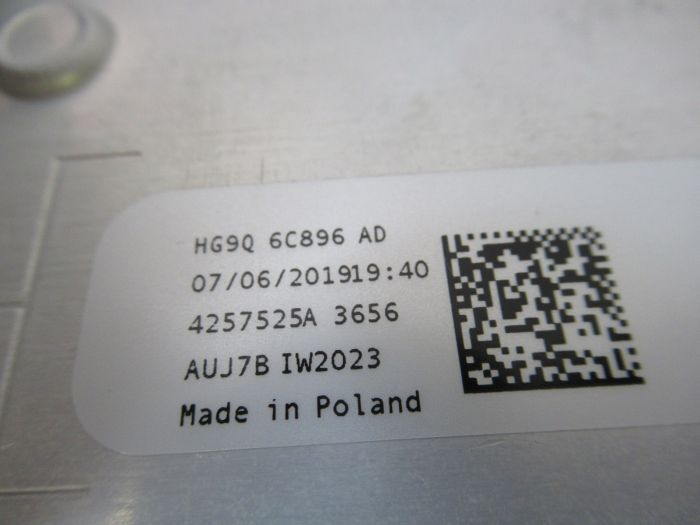 HG9Q 6C896 AD
07/06/201919:40
4257525A 3656
AUJ7B IW2023
Made in Poland